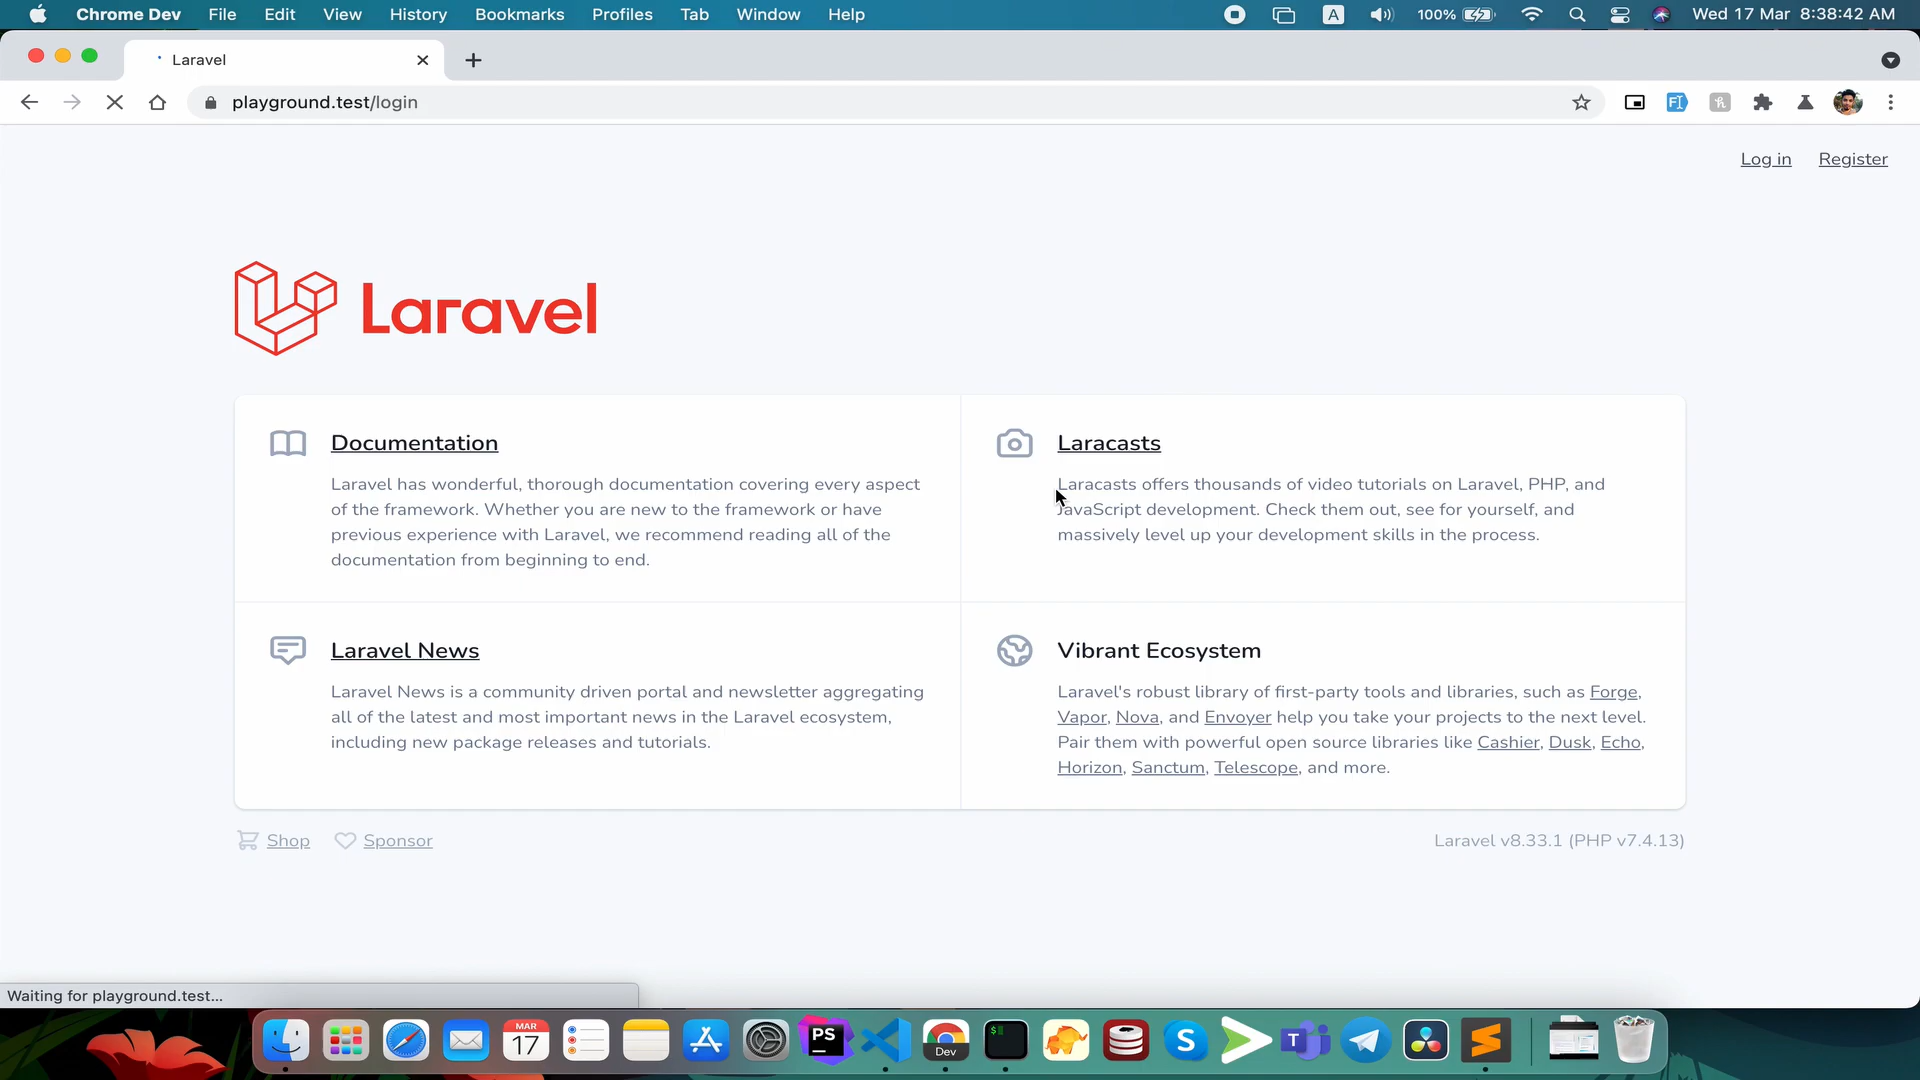 Chrome Dev File Edit View History Bookmarks Profiles Tab Window Help A 100% Wed 17 Mar 8:38:42 AM
Laravel
playground.test/login
Log in Register
Laravel
Documentation
Laravel has wonderful, thorough documentation covering every aspect
of the framework. Whether you are new to the framework or have
previous experience with Laravel, we recommend reading all of the
documentation from beginning to end.
Laracasts
Laracasts offers thousands of video tutorials on Laravel, PHP, and
JavaScript development. Check them out, see for yourself, and
massively level up your development skills in the process.
Laravel News
Laravel News is a community driven portal and newsletter aggregating
all of the latest and most important news in the Laravel ecosystem,
including new package releases and tutorials.
Vibrant Ecosystem
Laravel's robust library of first-party tools and libraries, such as Forge,
Vapor, Nova, and Envoyer help you take your projects to the next level.
Pair them with powerful open source libraries like Cashier, Dusk, Echo,
Horizon, Sanctum, Telescope, and more.
Shop Sponsor
Laravel v8.33.1 (PHP v7.4.13)
Waiting for playground.test...
MAR
17
PS
Dev
$
S
T